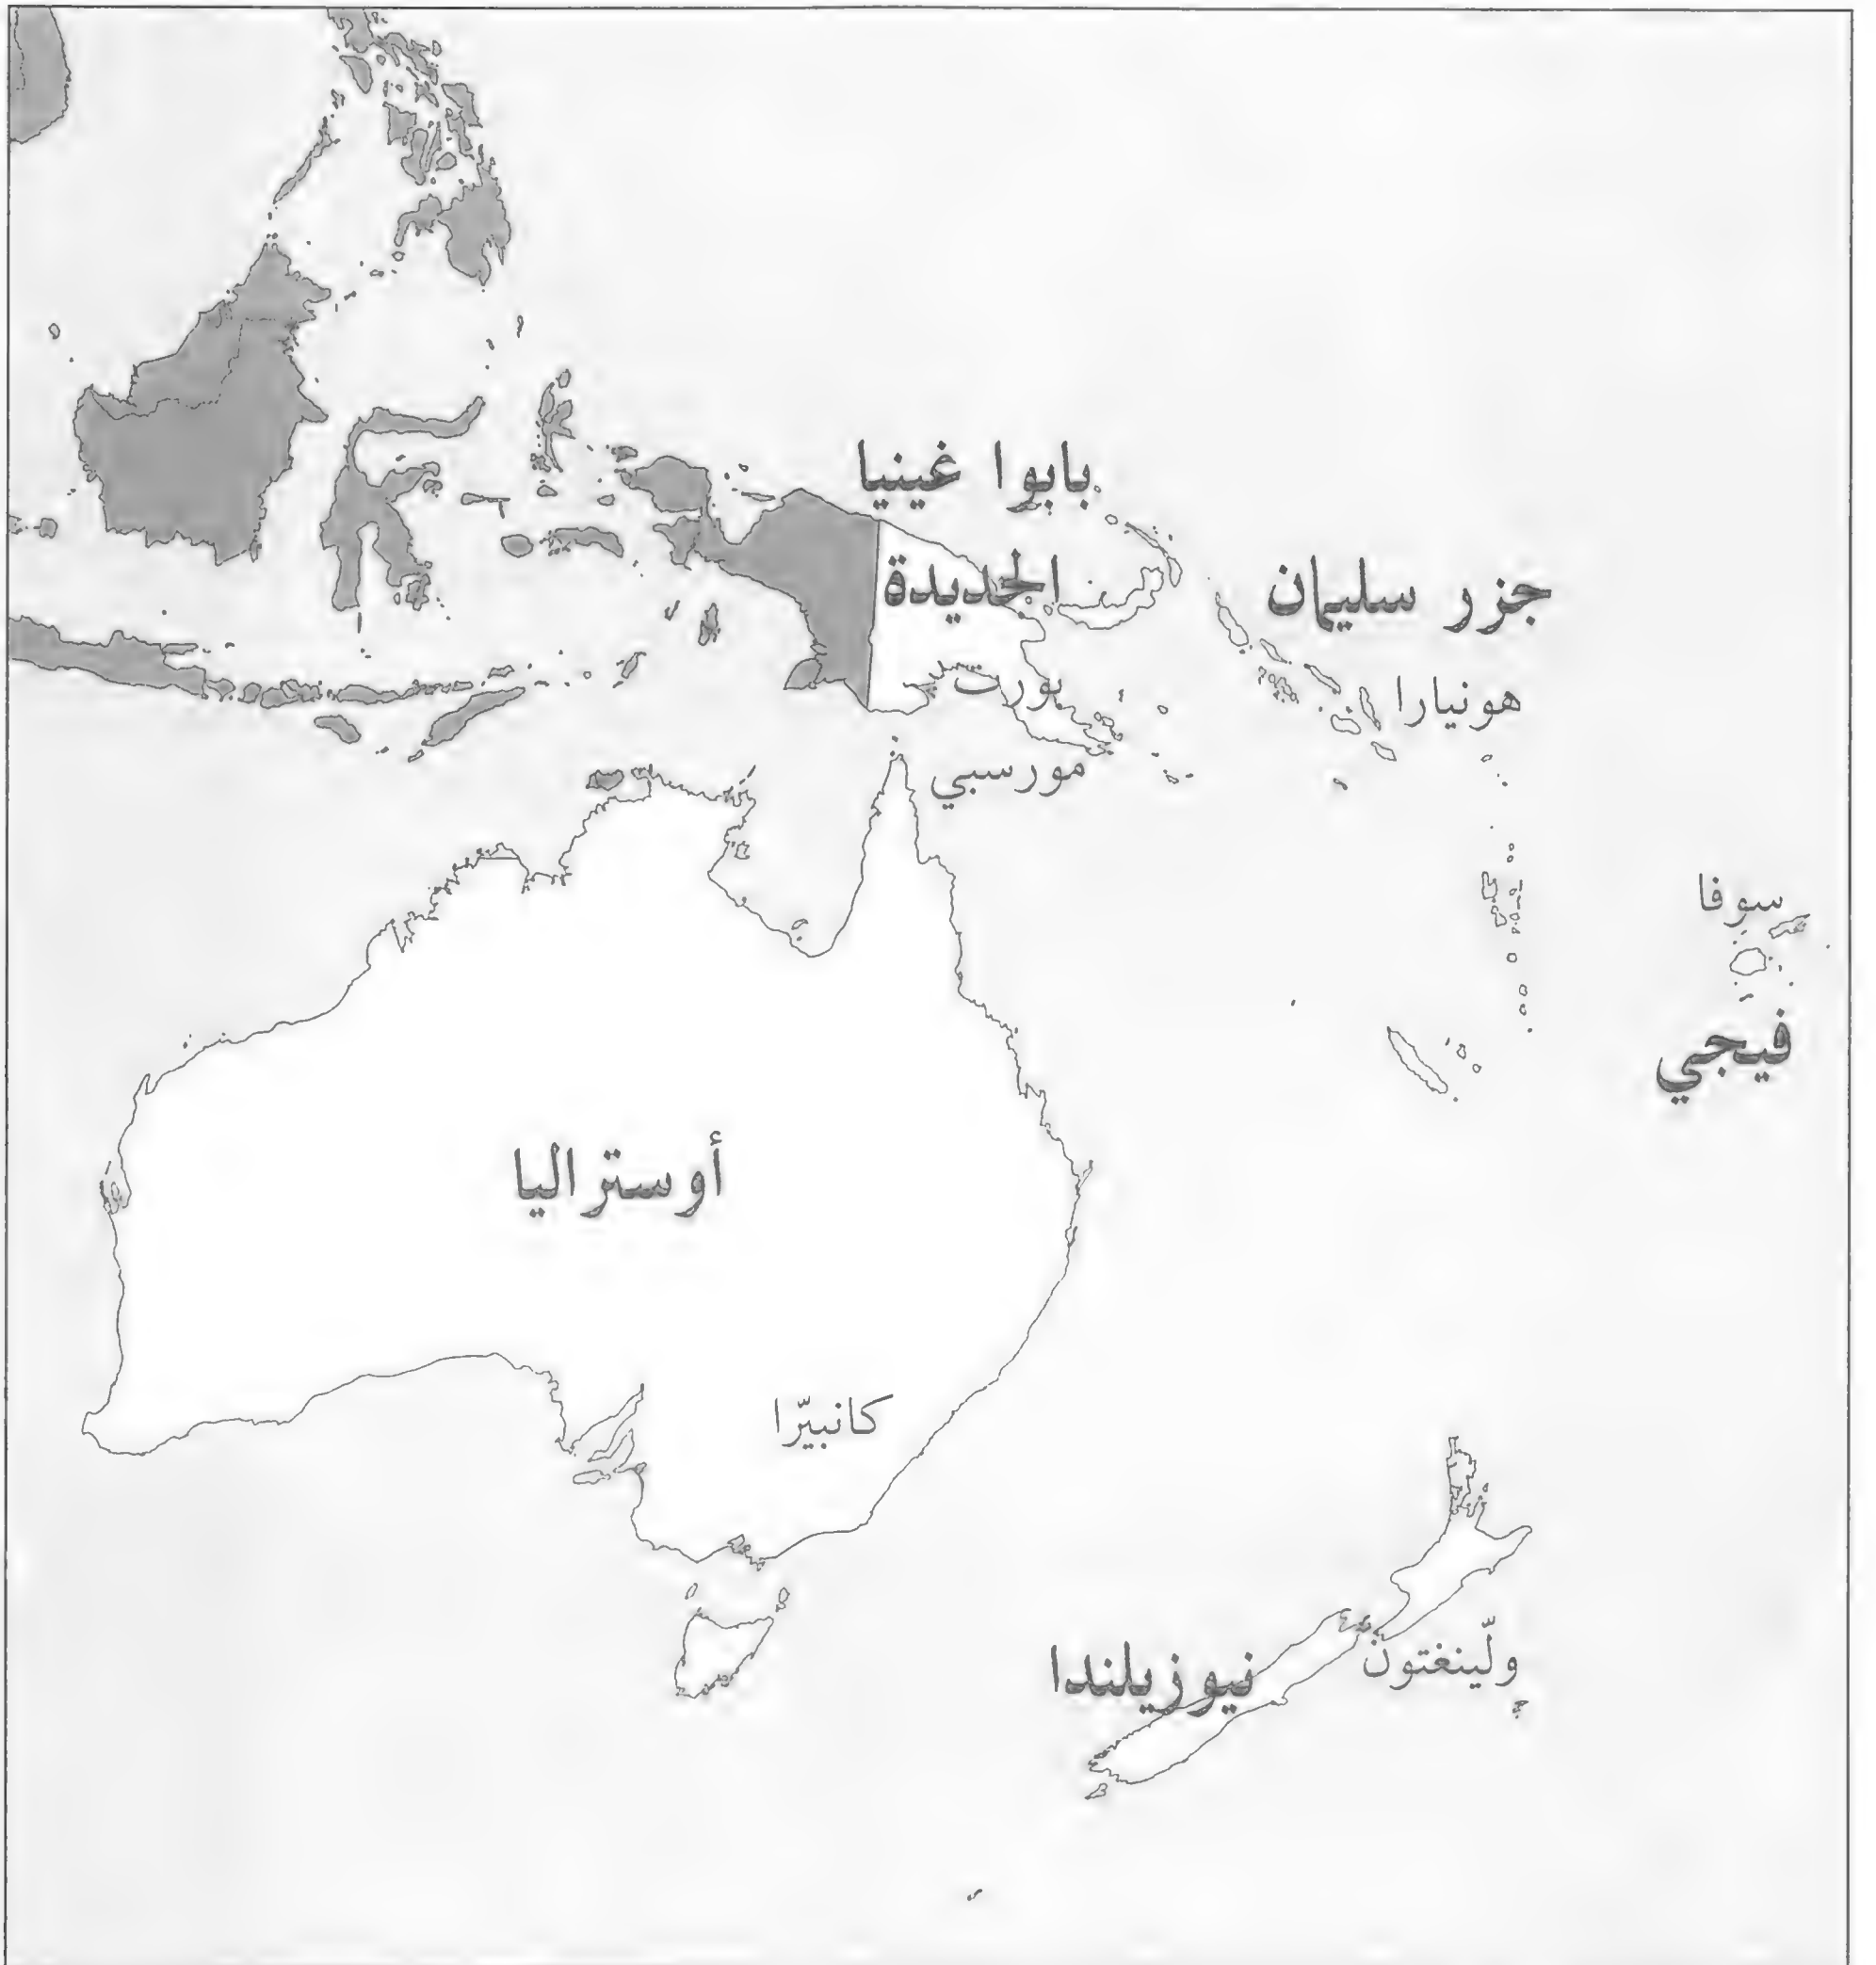 بابوا غينيا
الجديدة
جزر سليمان
بورت
هونيارا
مورسبي
سوفا
فيجي
أوستراليا
كانبيرّا
نيوزيلندا
ولّينغتون